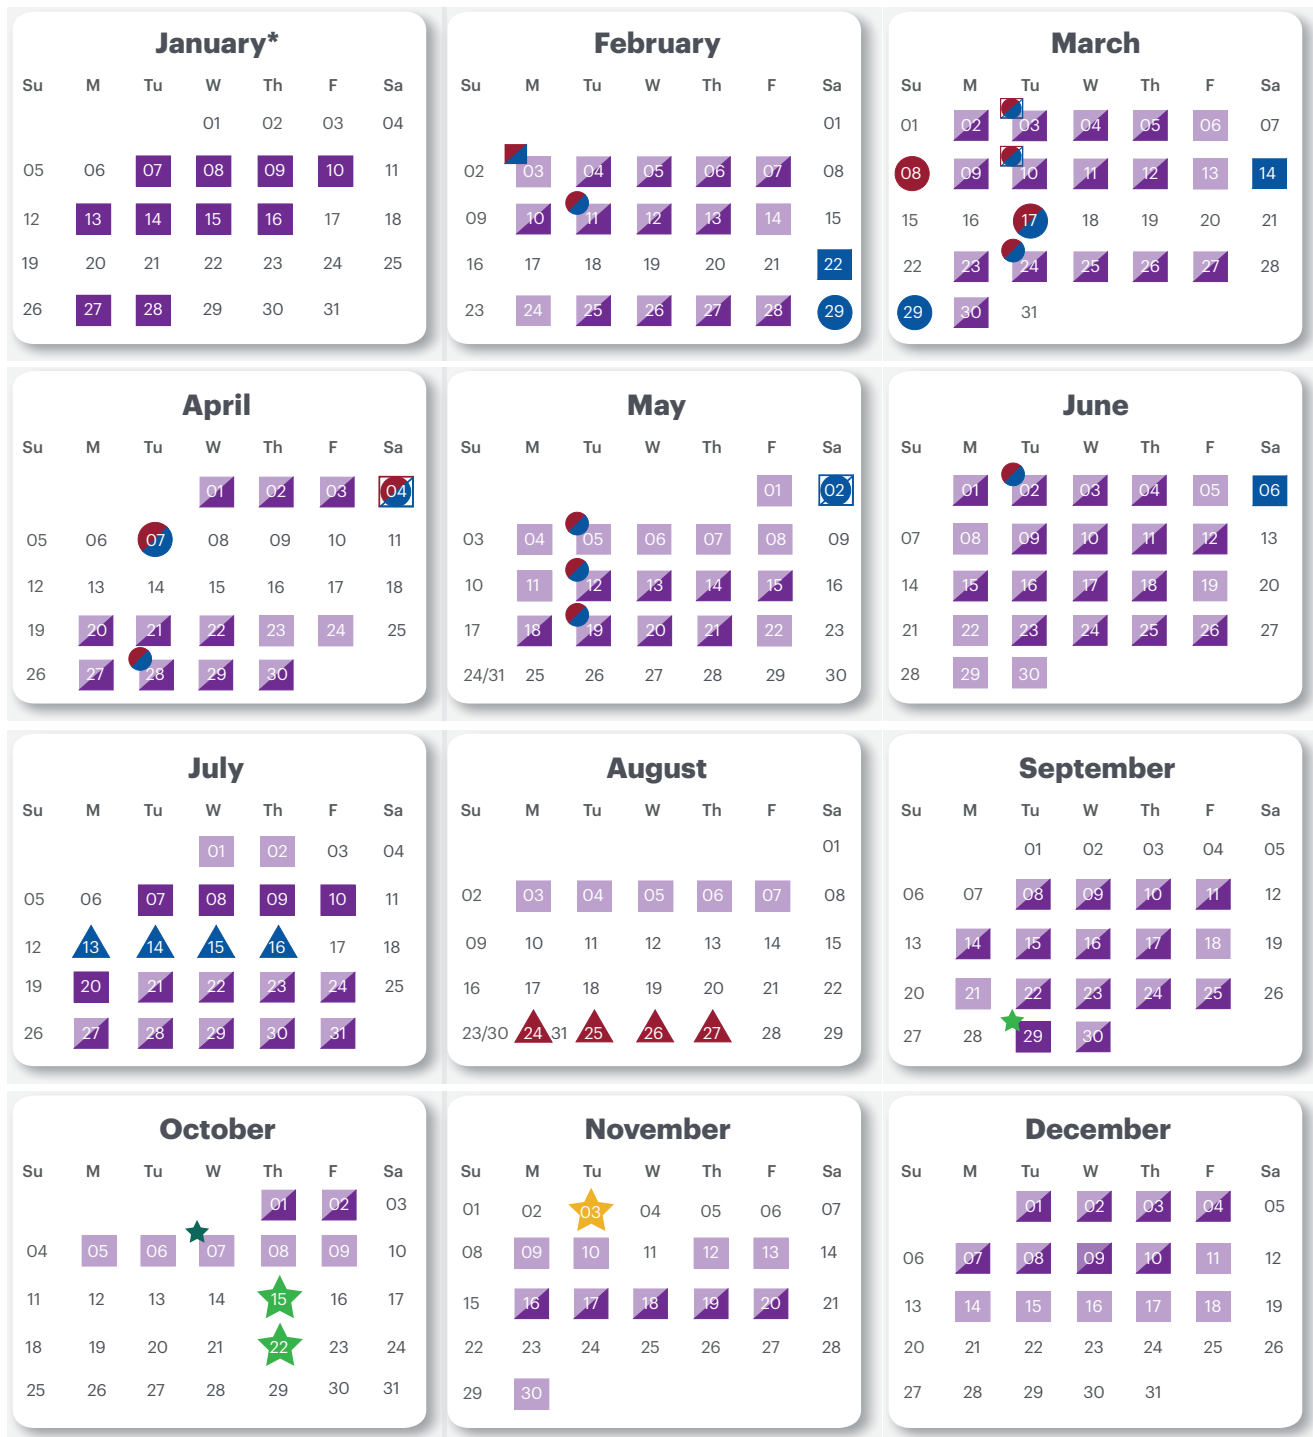 January* February March
Su M Tu W Th F Sa Su M Tu W Th F Sa Su M Tu W Th F Sa
01 02 03 04 01 01 02 03 04 05 06 07
05 06 07 08 09 10 11 02 03 04 05 06 07 08 08 09 10 11 12 13 14
12 13 14 15 16 17 18 09 10 11 12 13 14 15 15 16 17 18 19 20 21
19 20 21 22 23 24 25 16 17 18 19 20 21 22 22 23 24 25 26 27 28
26 27 28 29 30 31 23 24 25 26 27 28 29 29 30 31
April May June
Su M Tu W Th F Sa Su M Tu W Th F Sa Su M Tu W Th F Sa
01 02 03 04 01 02 01 02 03 04 05 06
05 06 07 08 09 10 11 03 04 05 06 07 08 09 07 08 09 10 11 12 13
12 13 14 15 16 17 18 10 11 12 13 14 15 16 14 15 16 17 18 19 20
19 20 21 22 23 24 25 17 18 19 20 21 22 23 21 22 23 24 25 26 27
26 27 28 29 30 24/31 25 26 27 28 29 30 28 29 30
July August September
Su M Tu W Th F Sa Su M Tu W Th F Sa Su M Tu W Th F Sa
01 02 03 04 01 01 02 03 04 05
05 06 07 08 09 10 11 02 03 04 05 06 07 08 06 07 08 09 10 11 12
12 13 14 15 16 17 18 09 10 11 12 13 14 15 13 14 15 16 17 18 19
19 20 21 22 23 24 25 16 17 18 19 20 21 22 20 21 22 23 24 25 26
26 27 28 29 30 31 23/30 24 31 25 26 27 28 29 27 28 29 30
October November December
Su M Tu W Th F Sa Su M Tu W Th F Sa Su M Tu W Th F Sa
01 02 03 01 02 03 04 05 06 07 01 02 03 04 05
04 05 06 07 08 09 10 08 09 10 11 12 13 14 06 07 08 09 10 11 12
11 12 13 14 15 16 17 15 16 17 18 19 20 21 13 14 15 16 17 18 19
18 19 20 21 22 23 24 22 23 24 25 26 27 28 20 21 22 23 24 25 26
25 26 27 28 29 30 31 29 30 27 28 29 30 31